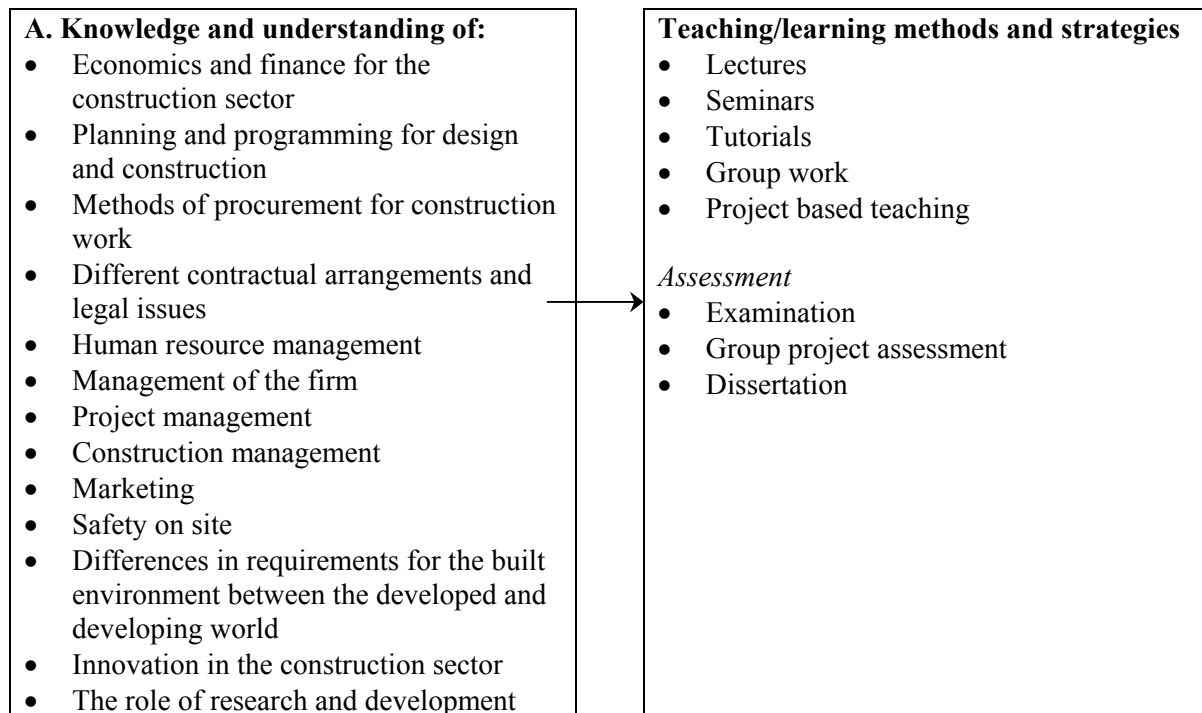 A. Knowledge and understanding of:
• Economics and finance for the
construction sector
• Planning and programming for design
and construction
• Methods of procurement for construction
work
• Different contractual arrangements and
legal issues
• Human resource management
• Management of the firm
• Project management
• Construction management
• Marketing
• Safety on site
• Differences in requirements for the built
environment between the developed and
developing world
• Innovation in the construction sector
• The role of research and development
Teaching/learning methods and strategies
• Lectures
• Seminars
• Tutorials
• Group work
• Project based teaching
Assessment
• Examination
• Group project assessment
• Dissertation